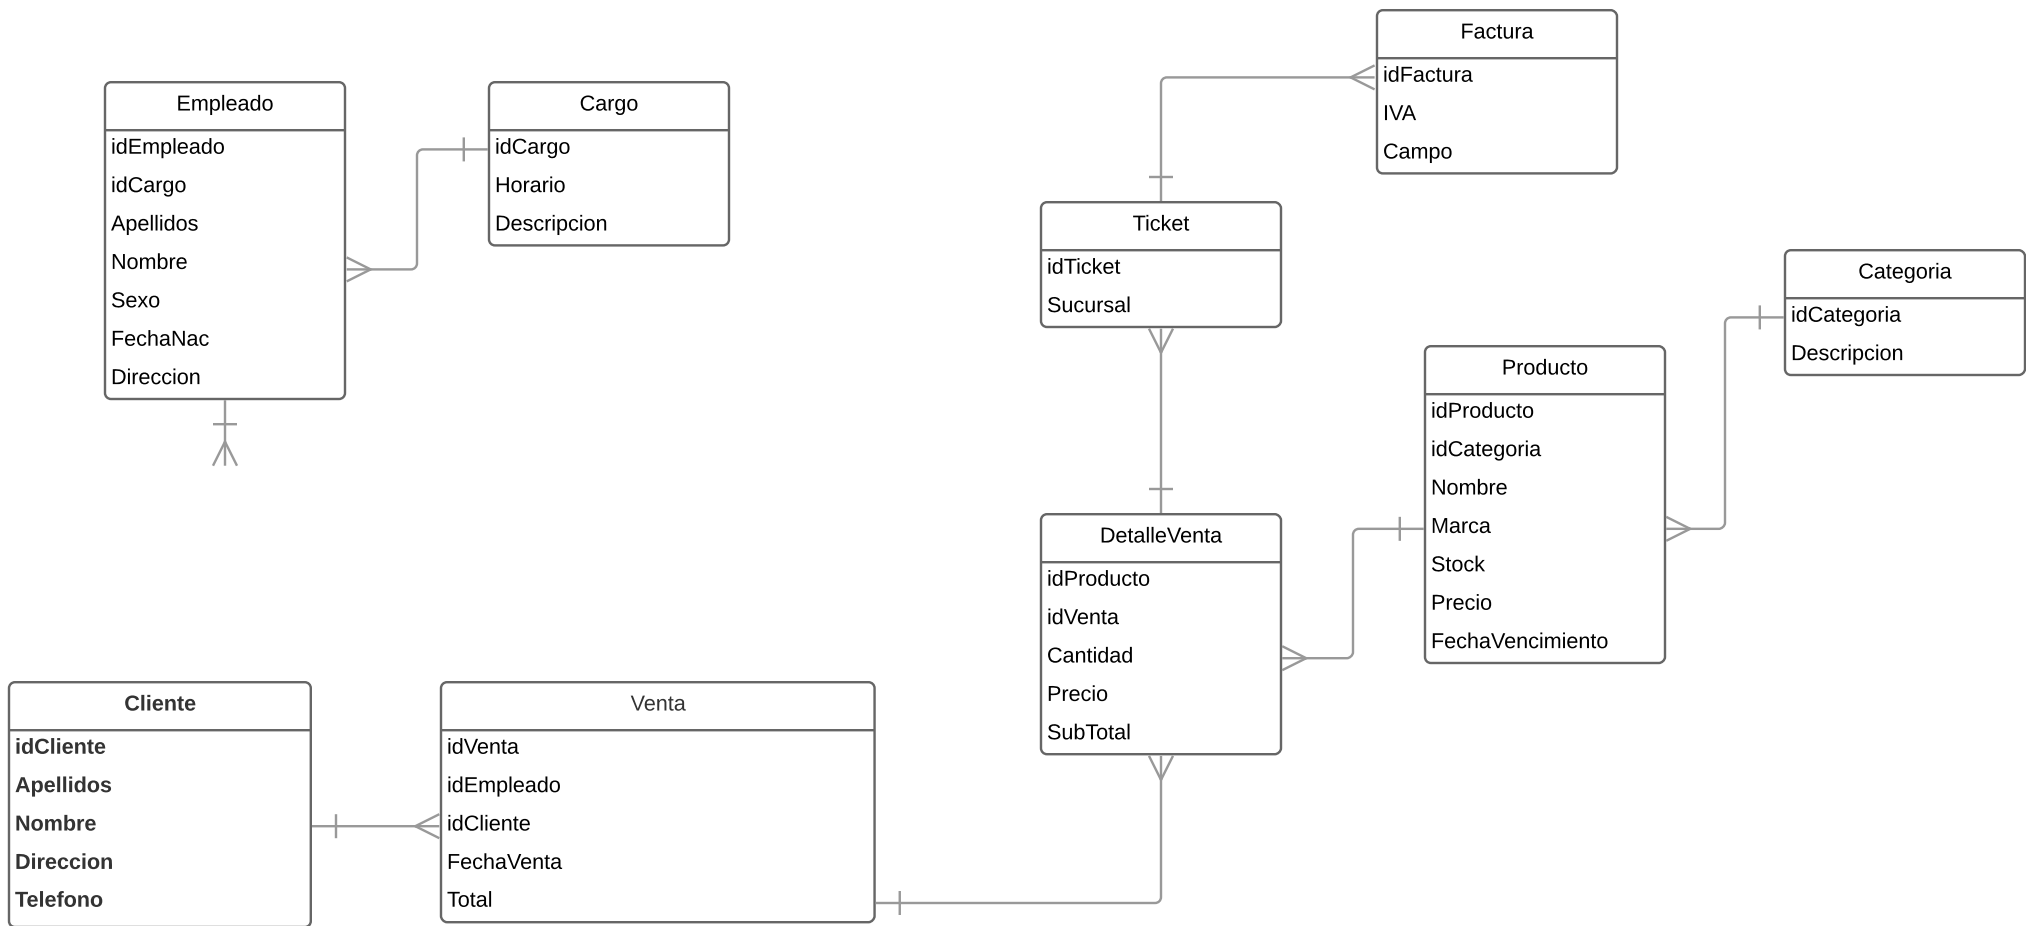 Factura
idFactura
IVA
Campo
Empleado
idEmpleado
idCargo
Apellidos
Nombre
Sexo
FechaNac
Direccion
Cargo
idCargo
Horario
Descripcion
Ticket
idTicket
Sucursal
Categoria
idCategoria
Descripcion
Producto
idProducto
idCategoria
Nombre
Marca
Stock
Precio
FechaVencimiento
DetalleVenta
idProducto
idVenta
Cantidad
Precio
SubTotal
Cliente
idCliente
Apellidos
Nombre
Direccion
Telefono
Venta
idVenta
idEmpleado
idCliente
FechaVenta
Total